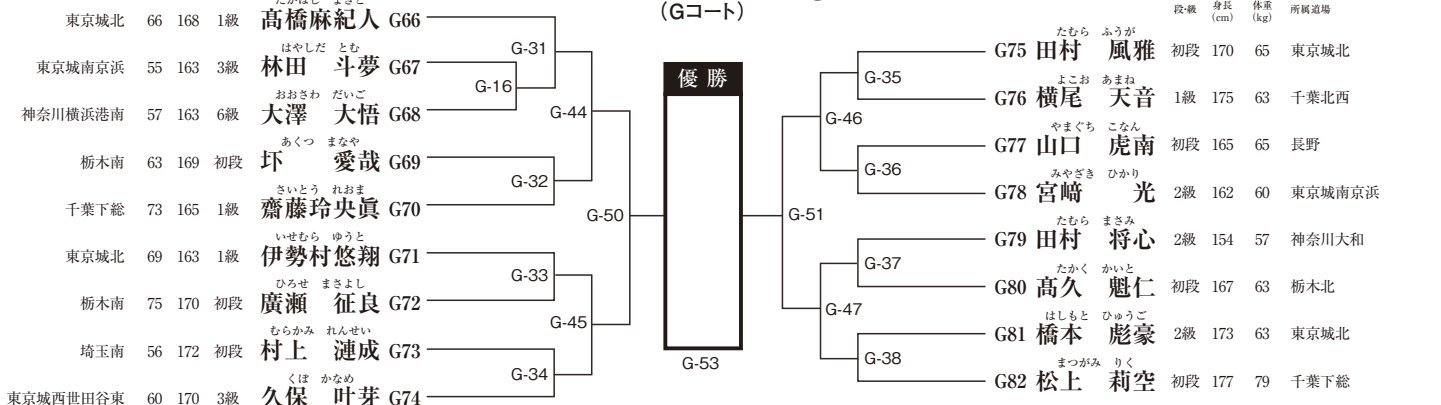 (Gコート)
段・級 身長(cm) 体重(kg) 所属道場
東京城北 66 168 1級 髙橋麻紀人 G66
はやしだ とむ
東京城南京浜 55 163 3級 林田 斗夢 G67
おおさわ だいご
神奈川横浜港南 57 163 6級 大澤 大悟 G68
あくつ まなや
栃木南 63 169 初段 圷 愛哉 G69
さいとう れおま
千葉下総 73 165 1級 齋藤玲央眞 G70
いせむら ゆうと
東京城北 69 163 1級 伊勢村悠翔 G71
ひろせ まさよし
栃木南 75 170 初段 廣瀬 征良 G72
むらかみ れんせい
埼玉南 56 172 初段 村上 漣成 G73
くぼ かなめ
東京城西世田谷東 60 170 3級 久保 叶芽 G74
G-31
G-16
G-44
G-32
G-50
G-33
G-45
G-34
優勝
G-53
G-35
G-46
G-36
G-51
G-37
G-47
G-38
たむら ふうが
G75 田村 風雅 初段 170 65 東京城北
よこお あまね
G76 横尾 天音 1級 175 63 千葉北西
やまぐち こなん
G77 山口 虎南 初段 165 65 長野
みやざき ひかり
G78 宮﨑 光 2級 162 60 東京城南京浜
たむら まさみ
G79 田村 将心 2級 154 57 神奈川大和
たかく かいと
G80 髙久 魁仁 初段 167 63 栃木北
はしもと ひゅうご
G81 橋本 彪豪 2級 173 63 東京城北
まつがみ りく
G82 松上 莉空 初段 177 79 千葉下総